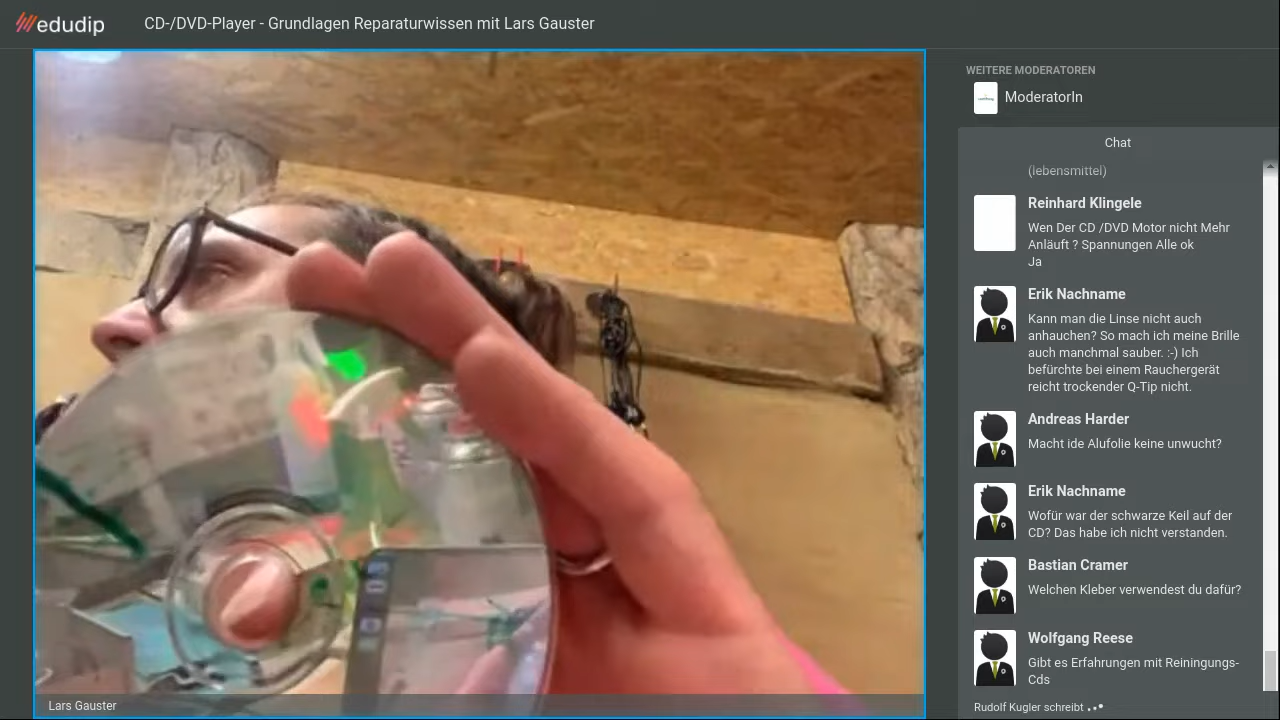 edudip
CD-/DVD-Player - Grundlagen Reparaturwissen mit Lars Gauster
WEITERE MODERATOREN
ModeratorIn
Chat
(lebensmittel)
Reinhard Klingele
Wen Der CD /DVD Motor nicht Mehr
Anläuft ? Spannungen Alle ok
Ja
Erik Nachname
Kann man die Linse nicht auch
anhauchen? So mach ich meine Brille
auch manchmal sauber. :-) Ich
befürchte bei einem Rauchergerät
reicht trockender Q-Tip nicht.
Andreas Harder
Macht ide Alufolie keine unwucht?
Erik Nachname
Wofür war der schwarze Keil auf der
CD? Das habe ich nicht verstanden.
Bastian Cramer
Welchen Kleber verwendest du dafür?
Wolfgang Reese
Gibt es Erfahrungen mit Reiningungs-
Cds
Rudolf Kugler schreibt
Lars Gauster